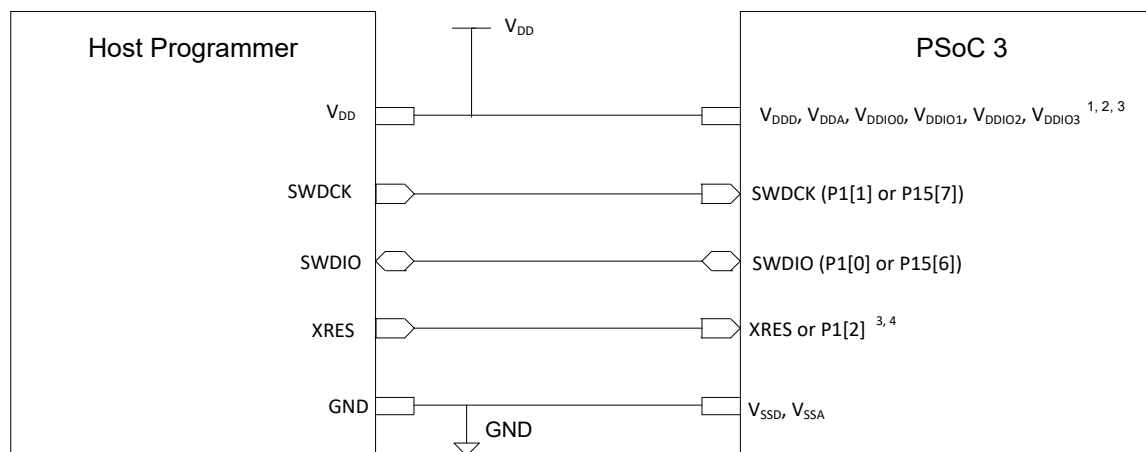 V_DD
Host Programmer
PSoC 3
V_DD
V_DDD, V_DDA, V_DDIO0, V_DDIO1, V_DDIO2, V_DDIO3 1, 2, 3
SWDCK
SWDCK (P1[1] or P15[7])
SWDIO
SWDIO (P1[0] or P15[6])
XRES
XRES or P1[2] 3, 4
GND
V_SSD, V_SSA
GND